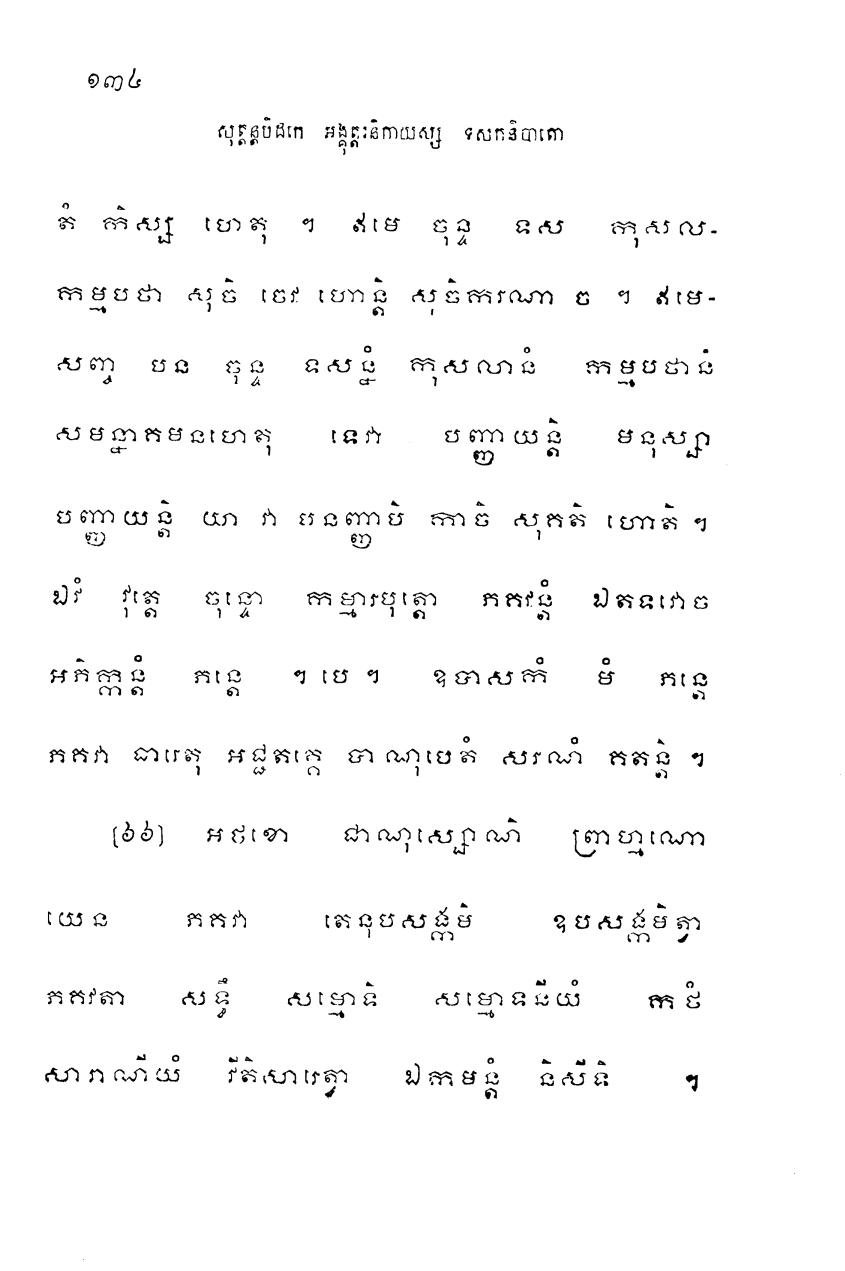 ១៣៤
សុត្តន្តបិដកេ អង្គុត្តរនិកាយស្ស ទសកនិបាតោ
តំ កិស្ស ហេតុ ។ ឥមេ ចុន្ទ ទស កុសល-
កម្មបថា សុចិ ចេវ ហោន្តិ សុចិករណា ច ។ ឥមេ-
សញ្ច បន ចុន្ទ ទសន្នំ កុសលានំ កម្មបថានំ
សមន្នាគមនហេតុ ទេវា បញ្ញាយន្តិ មនុស្សា
បញ្ញាយន្តិ យា វា បនញ្ញាបិ កាចិ សុគតិ ហោតិ ។
ឯវំ វុត្តេ ចុន្ទោ កម្មារបុត្តោ ភគវន្តំ ឯតទវោច
អភិក្កន្តំ ភន្តេ ។ បេ ។ ឧបាសកំ មំ ភន្តេ
ភគវា ធារេតុ អជ្ជតគ្គេ បាណុបេតំ សរណំ គតន្តិ ។
[៦៦] អថខោ ជាណុស្សោណិ ព្រាហ្មណោ
យេន ភគវា តេនុបសង្កមិ ឧបសង្កមិត្វា
ភគវតា សទ្ធឹ សម្មោទិ សម្មោទនីយំ កថំ
សារាណីយំ វីតិសារេត្វា ឯកមន្តំ និសីទិ ។